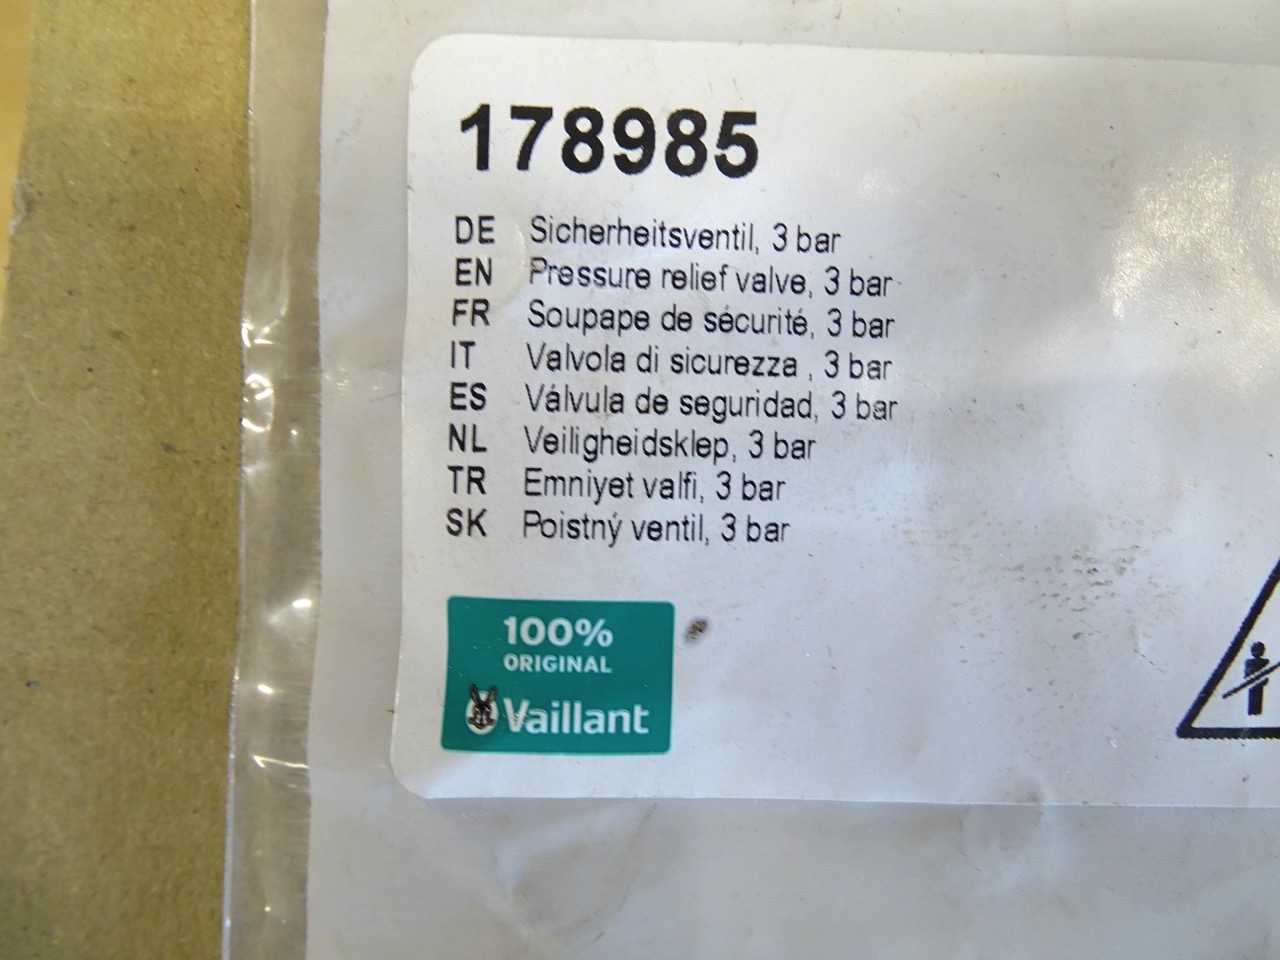 178985
DE Sicherheitsventil, 3 bar
EN Pressure relief valve, 3 bar
FR Soupape de sécurité, 3 bar
IT Valvola di sicurezza , 3 bar
ES Válvula de seguridad, 3 bar
NL Veiligheidsklep, 3 bar
TR Emniyet valfi, 3 bar
SK Poistný ventil, 3 bar
100%
ORIGINAL
Vaillant